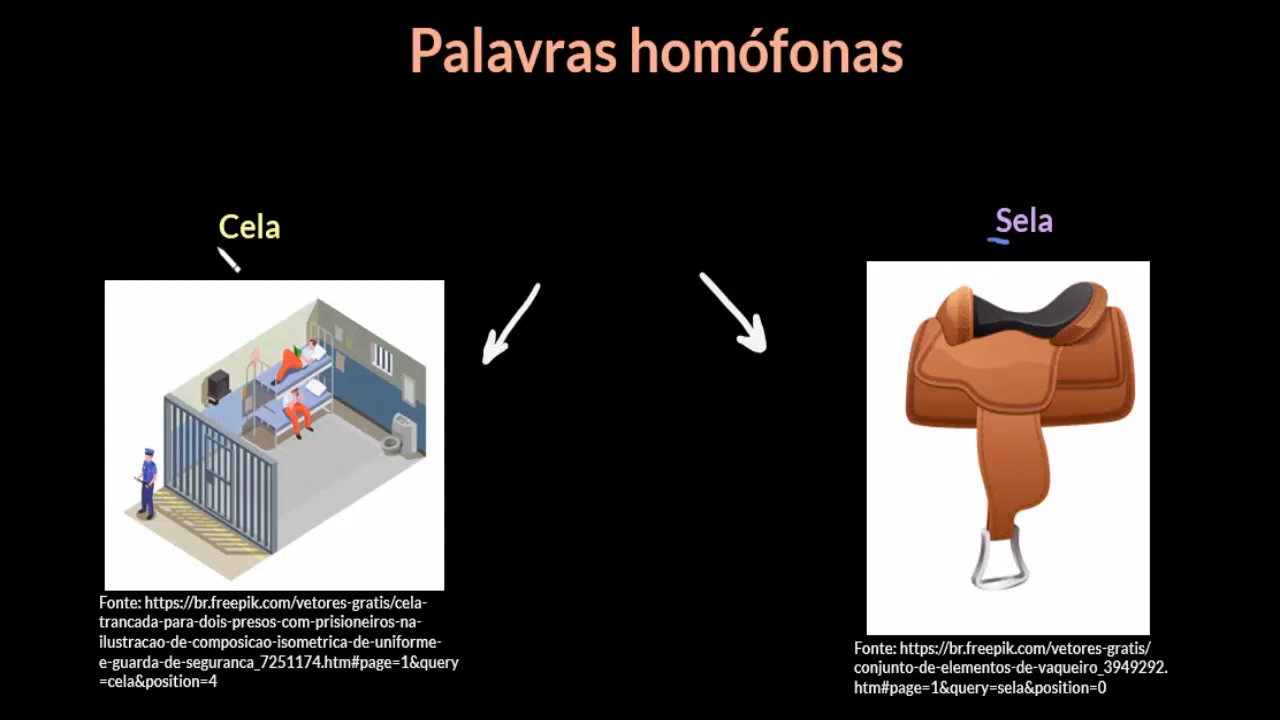 Palavras homófonas
Cela
Sela
Fonte: https://br.freepik.com/vetores-gratis/cela-
trancada-para-dois-presos-com-prisioneiros-na-
ilustracao-de-composicao-isometrica-de-uniforme-
e-guarda-de-seguranca_7251174.htm#page=1&query
=cela&position=4
Fonte: https://br.freepik.com/vetores-gratis/
conjunto-de-elementos-de-vaqueiro_3949292.
htm#page=1&query=sela&position=0